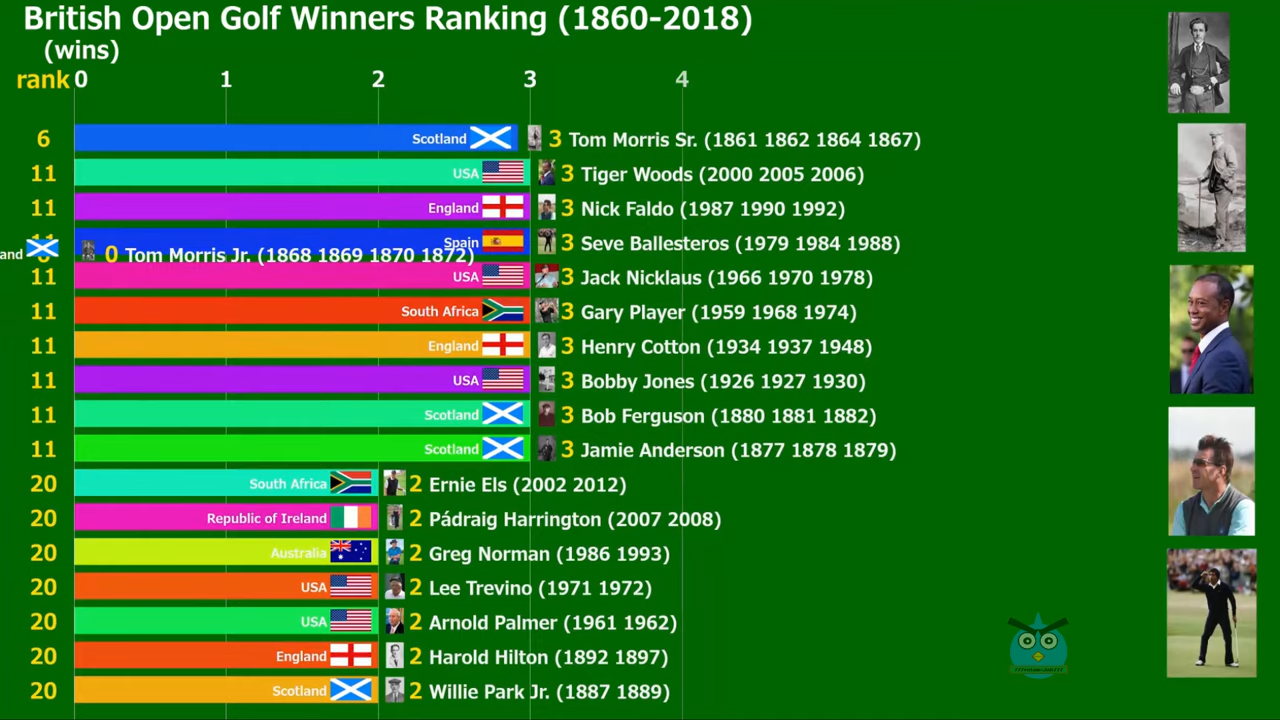 British Open Golf Winners Ranking (1860-2018)
(wins)
rank 0 1 2 3 4
6 Scotland 3 Tom Morris Sr. (1861 1862 1864 1867)
11 USA 3 Tiger Woods (2000 2005 2006)
11 England 3 Nick Faldo (1987 1990 1992)
Spain 3 Seve Ballesteros (1979 1984 1988)
and 0 Tom Morris Jr. (1868 1869 1870 1872)
11 USA 3 Jack Nicklaus (1966 1970 1978)
11 South Africa 3 Gary Player (1959 1968 1974)
11 England 3 Henry Cotton (1934 1937 1948)
11 USA 3 Bobby Jones (1926 1927 1930)
11 Scotland 3 Bob Ferguson (1880 1881 1882)
11 Scotland 3 Jamie Anderson (1877 1878 1879)
20 South Africa 2 Ernie Els (2002 2012)
20 Republic of Ireland 2 Pádraig Harrington (2007 2008)
20 Australia 2 Greg Norman (1986 1993)
20 USA 2 Lee Trevino (1971 1972)
20 USA 2 Arnold Palmer (1961 1962)
20 England 2 Harold Hilton (1892 1897)
20 Scotland 2 Willie Park Jr. (1887 1889)